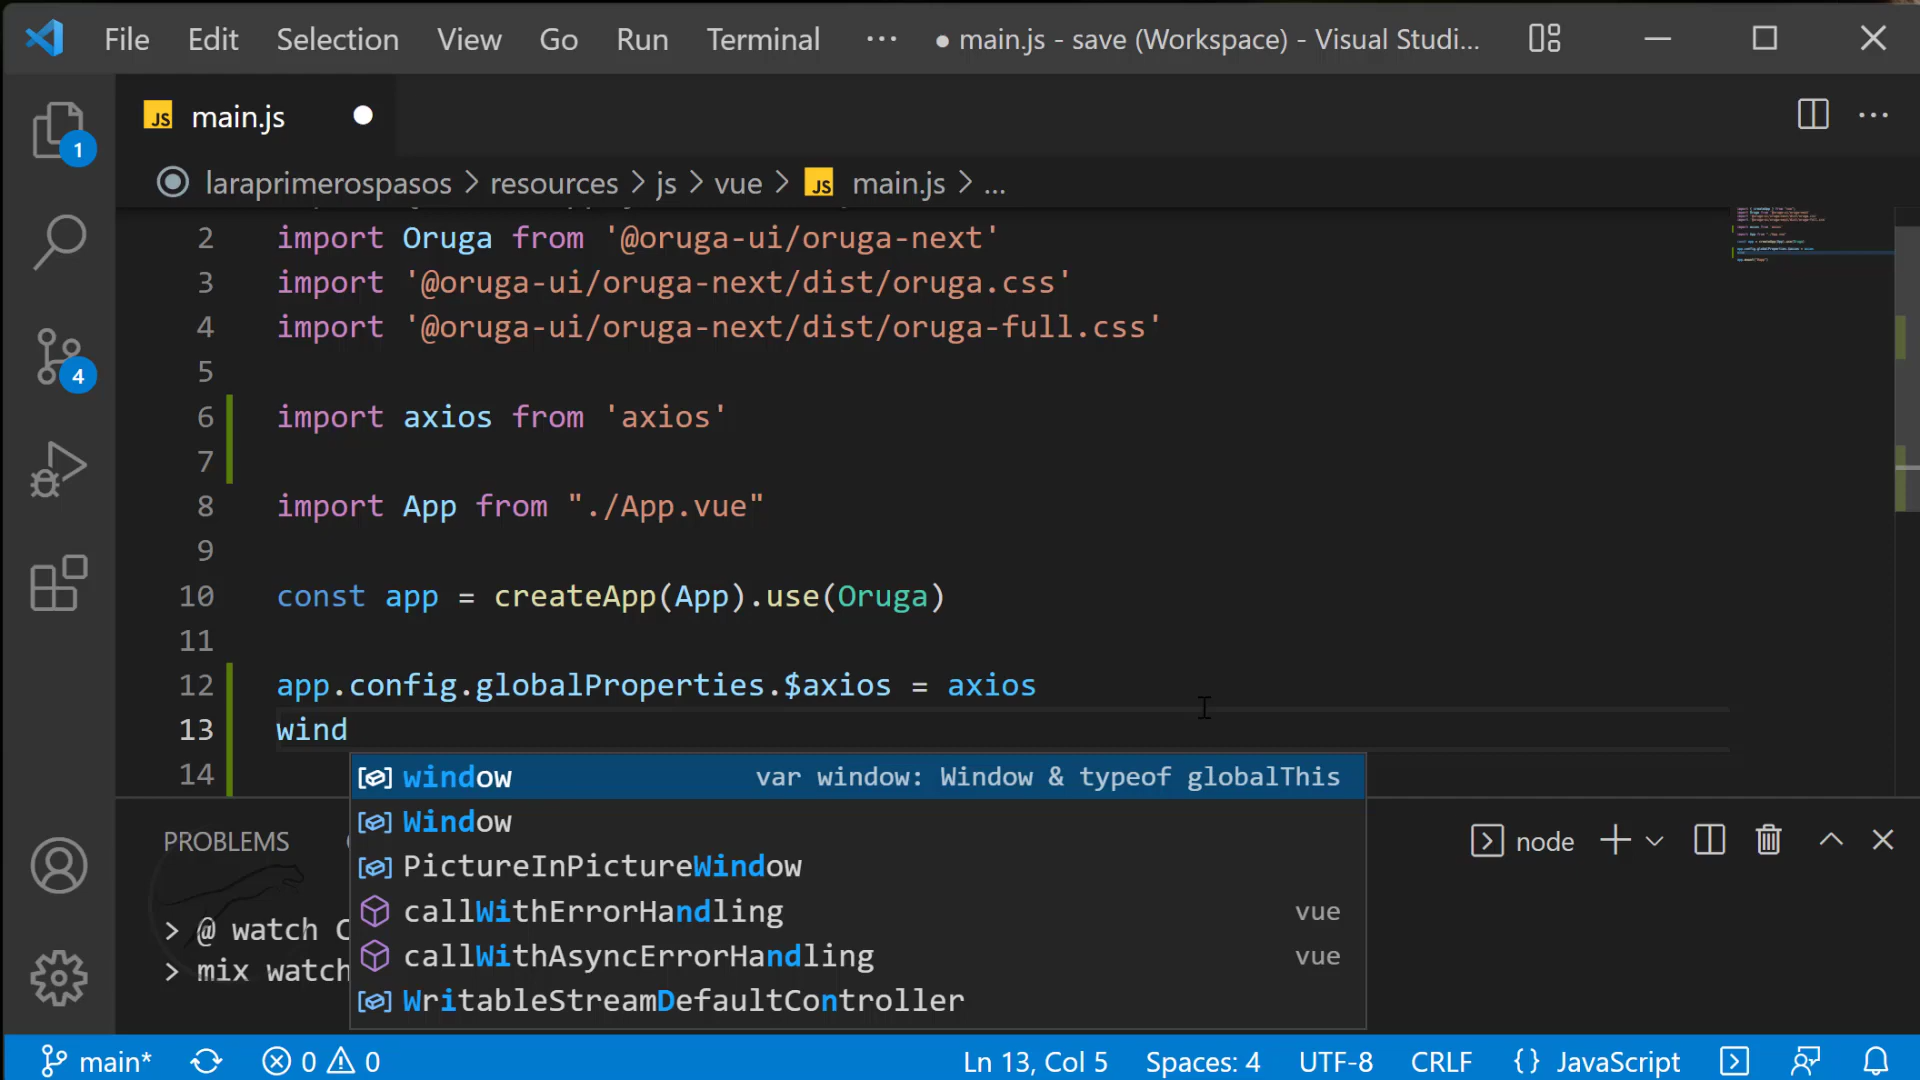 File Edit Selection View Go Run Terminal ··· ● main.js - save (Workspace) - Visual Studi...
JS main.js
1
laraprimerospasos > resources > js > vue > JS main.js > ...
2 import Oruga from '@oruga-ui/oruga-next'
3 import '@oruga-ui/oruga-next/dist/oruga.css'
4 import '@oruga-ui/oruga-next/dist/oruga-full.css'
5
4
6 import axios from 'axios'
7
8 import App from "./App.vue"
9
10 const app = createApp(App).use(Oruga)
11
12 app.config.globalProperties.$axios = axios
13 wind
14
window var window: Window & typeof globalThis
Window
PictureInPictureWindow
callWithErrorHandling vue
callWithAsyncErrorHandling vue
WritableStreamDefaultController
PROBLEMS
node
> @ watch
> mix watch
main* 0 0 Ln 13, Col 5 Spaces: 4 UTF-8 CRLF {} JavaScript